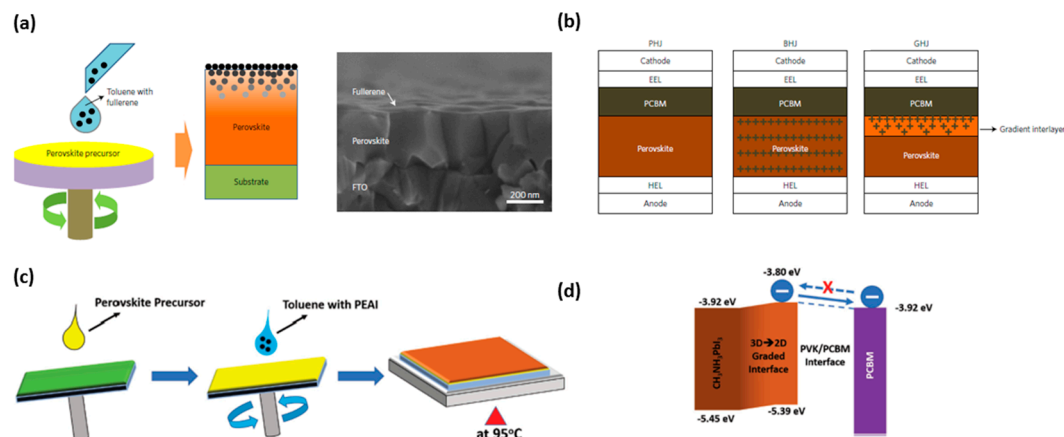 (a)
Toluene with
fullerene
Perovskite precursor
Perovskite
Substrate
Fullerene
Perovskite
FTO
200 nm
(b)
PHJ
BHJ
GHJ
Cathode
Cathode
Cathode
EEL
EEL
EEL
PCBM
PCBM
PCBM
Gradient interlayer
Perovskite
Perovskite
Perovskite
HEL
HEL
HEL
Anode
Anode
Anode
(c)
Perovskite Precursor
Toluene with PEAI
at 95°C
(d)
-3.80 eV
X
-3.92 eV
-3.92 eV
CH3NH3PbI3
3D→2D
Graded
Interface
PVK/PCBM
Interface
PCBM
-5.45 eV
-5.39 eV